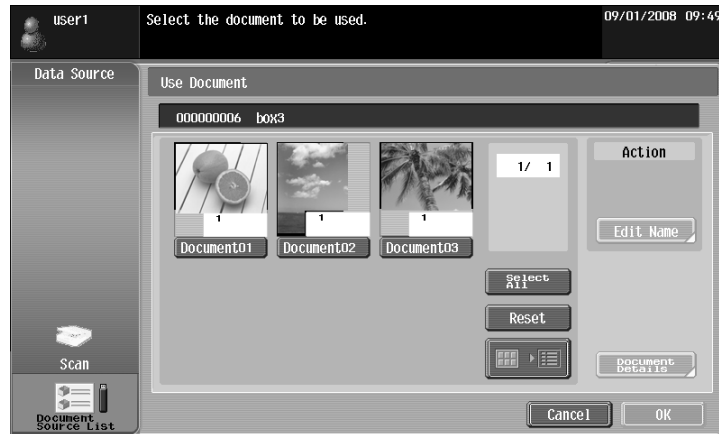 user1
Select the document to be used.
09/01/2008 09:49
Data Source
Use Document
000000006 box3
1/ 1
Action
1
1
1
Edit Name
Document01
Document02
Document03
Select
All
Reset
Scan
Document
Details
Document
Source List
Cancel
OK